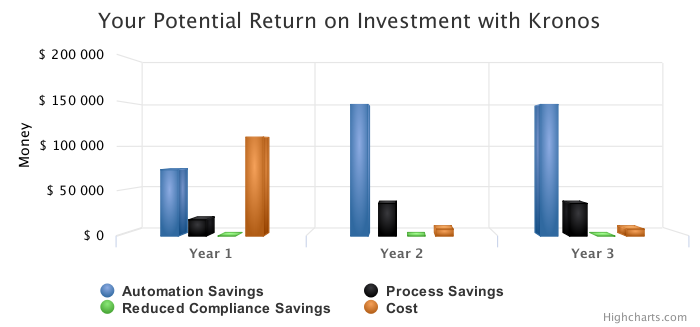 Your Potential Return on Investment with Kronos
$ 200 000
$ 150 000
$ 100 000
$ 50 000
$ 0
Money
Year 1 Year 2 Year 3
Automation Savings Process Savings
Reduced Compliance Savings Cost
Highcharts.com